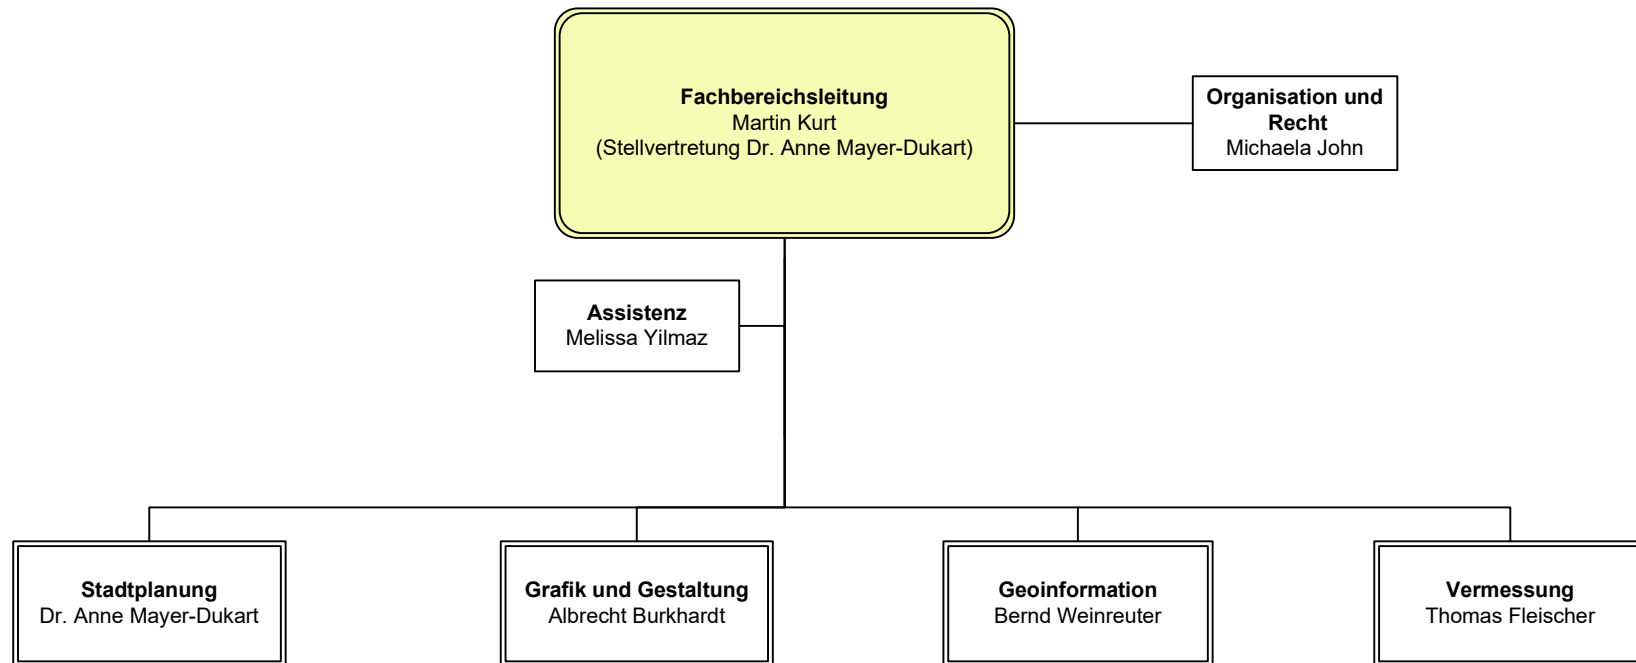 Fachbereichsleitung
Martin Kurt
(Stellvertretung Dr. Anne Mayer-Dukart)
Organisation und
Recht
Michaela John
Assistenz
Melissa Yilmaz
Stadtplanung
Dr. Anne Mayer-Dukart
Grafik und Gestaltung
Albrecht Burkhardt
Geoinformation
Bernd Weinreuter
Vermessung
Thomas Fleischer